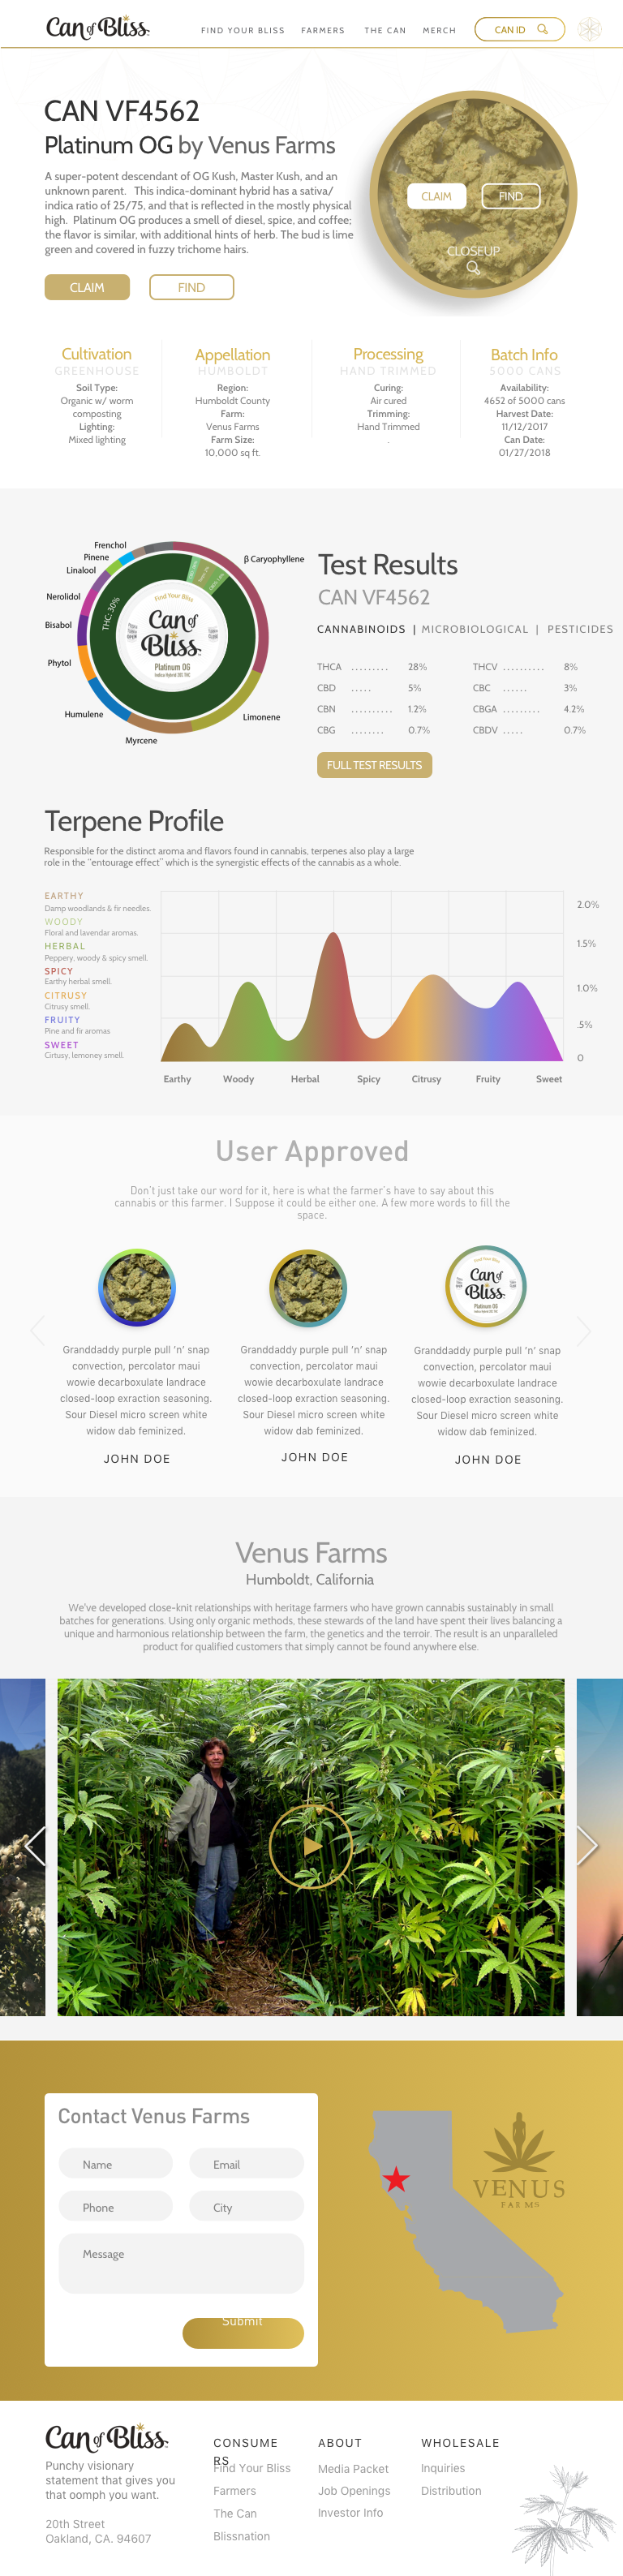 Can of Bliss
FIND YOUR BLISS
FARMERS
THE CAN
MERCH
CAN ID
CAN VF4562
Platinum OG by Venus Farms
A super-potent descendant of OG Kush, Master Kush, and an
unknown parent. This indica-dominant hybrid has a sativa/
indica ratio of 25/75, and that is reflected in the mostly physical
high. Platinum OG produces a smell of diesel, spice, and coffee;
the flavor is similar, with additional hints of herb. The bud is lime
green and covered in fuzzy trichome hairs.
CLAIM
FIND
CLAIM
FIND
CLOSEUP
Cultivation
GREENHOUSE
Soil Type:
Organic w/ worm
composting
Lighting:
Mixed lighting
Appellation
HUMBOLDT
Region:
Humboldt County
Farm:
Venus Farms
Farm Size:
10,000 sq ft.
Processing
HAND TRIMMED
Curing:
Air cured
Trimming:
Hand Trimmed
.
Batch Info
5000 CANS
Availability:
4652 of 5000 cans
Harvest Date:
11/12/2017
Can Date:
01/27/2018
Frenchol
Pinene
Linalool
Nerolidol
Bisabol
Phytol
Humulene
Myrcene
Limonene
β Caryophyllene
THC: 30%
Find Your Bliss
Can of
Bliss
Platinum OG
Test Results
CAN VF4562
CANNABINOIDS | MICROBIOLOGICAL | PESTICIDES
THCA ......... 28%
THCV .......... 8%
CBD ..... 5%
CBC ...... 3%
CBN .......... 1.2%
CBGA ......... 4.2%
CBG ........ 0.7%
CBDV ..... 0.7%
FULL TEST RESULTS
Terpene Profile
Responsible for the distinct aroma and flavors found in cannabis, terpenes also play a large
role in the "entourage effect" which is the synergistic effects of the cannabis as a whole.
EARTHY
Damp woodlands & fir needles.
WOODY
Floral and lavendar aromas.
HERBAL
Peppery, woody & spicy smell.
SPICY
Earthy herbal smell.
CITRUSY
Citrusy smell.
FRUITY
Pine and fir aromas
SWEET
Cirtusy, lemoney smell.
2.0%
1.5%
1.0%
.5%
0
Earthy
Woody
Herbal
Spicy
Citrusy
Fruity
Sweet
User Approved
Don't just take our word for it, here is what the farmer's have to say about this
cannabis or this farmer. I Suppose it could be either one. A few more words to fill the
space.
Can of
Bliss
Platinum OG
Granddaddy purple pull 'n' snap
convection, percolator maui
wowie decarboxulate landrace
closed-loop exraction seasoning.
Sour Diesel micro screen white
widow dab feminized.
JOHN DOE
Granddaddy purple pull 'n' snap
convection, percolator maui
wowie decarboxulate landrace
closed-loop exraction seasoning.
Sour Diesel micro screen white
widow dab feminized.
JOHN DOE
Granddaddy purple pull 'n' snap
convection, percolator maui
wowie decarboxulate landrace
closed-loop exraction seasoning.
Sour Diesel micro screen white
widow dab feminized.
JOHN DOE
Venus Farms
Humboldt, California
We've developed close-knit relationships with heritage farmers who have grown cannabis sustainably in small
batches for generations. Using only organic methods, these stewards of the land have spent their lives balancing a
unique and harmonious relationship between the farm, the genetics and the terroir. The result is an unparalleled
product for qualified customers that simply cannot be found anywhere else.
Contact Venus Farms
Name
Email
Phone
City
Message
Submit
VENUS
FARMS
Can of Bliss
Punchy visionary
statement that gives you
that oomph you want.
20th Street
Oakland, CA. 94607
CONSUME
RS
Find Your Bliss
Farmers
The Can
Blissnation
ABOUT
Media Packet
Job Openings
Investor Info
WHOLESALE
Inquiries
Distribution